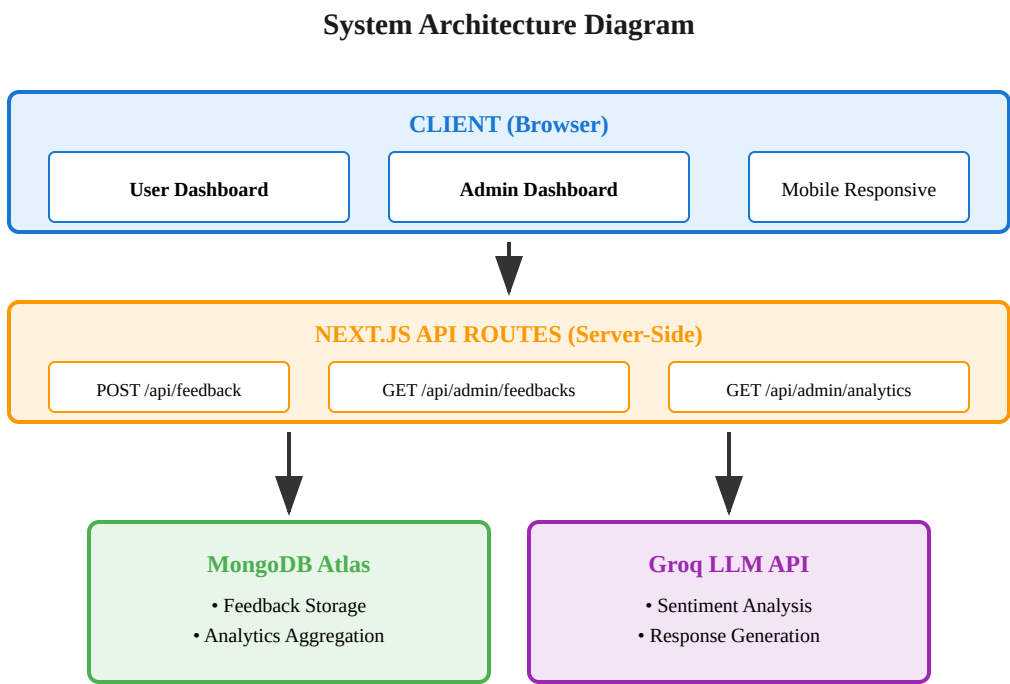 System Architecture Diagram
CLIENT (Browser)
User Dashboard
Admin Dashboard
Mobile Responsive
NEXT.JS API ROUTES (Server-Side)
POST /api/feedback
GET /api/admin/feedbacks
GET /api/admin/analytics
MongoDB Atlas
• Feedback Storage
• Analytics Aggregation
Groq LLM API
• Sentiment Analysis
• Response Generation